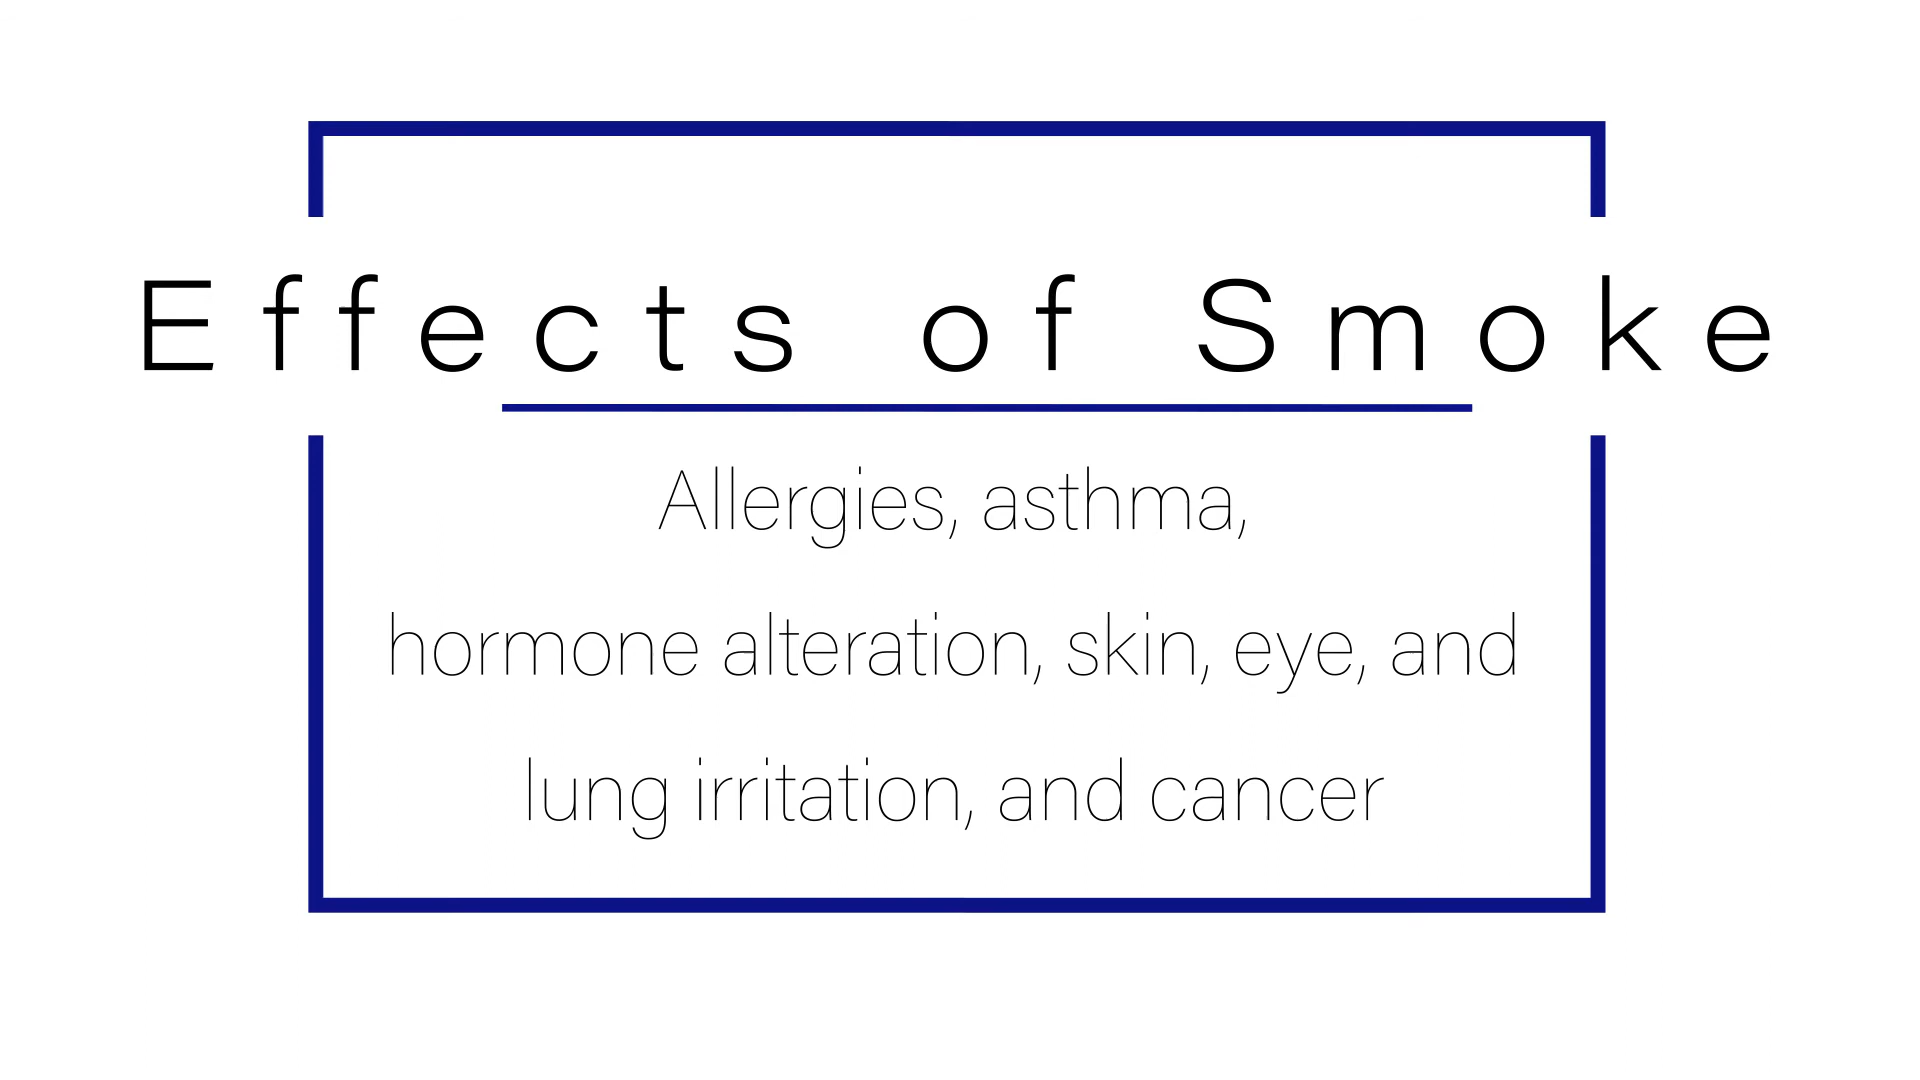 Effects of Smoke
Allergies, asthma,
hormone alteration, skin, eye, and
lung irritation, and cancer